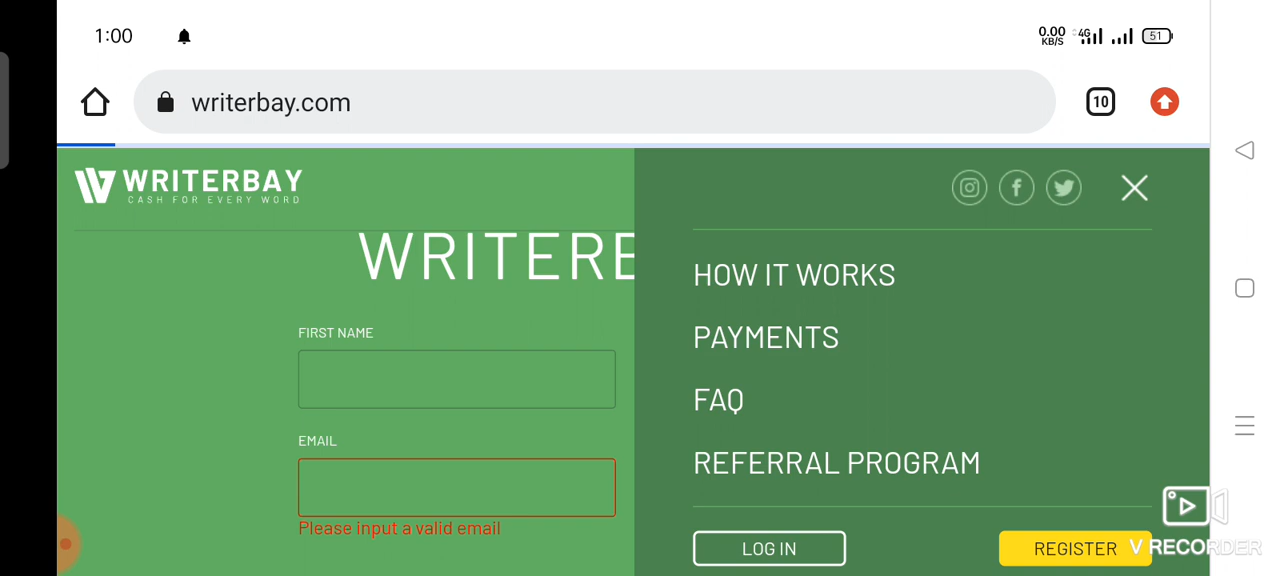 1:00
0.00
KB/S
4G
51
writerbay.com
10
WRITERBAY
CASH FOR EVERY WORD
WRITER
FIRST NAME
EMAIL
Please input a valid email
HOW IT WORKS
PAYMENTS
FAQ
REFERRAL PROGRAM
LOG IN
REGISTER
V RECORDER